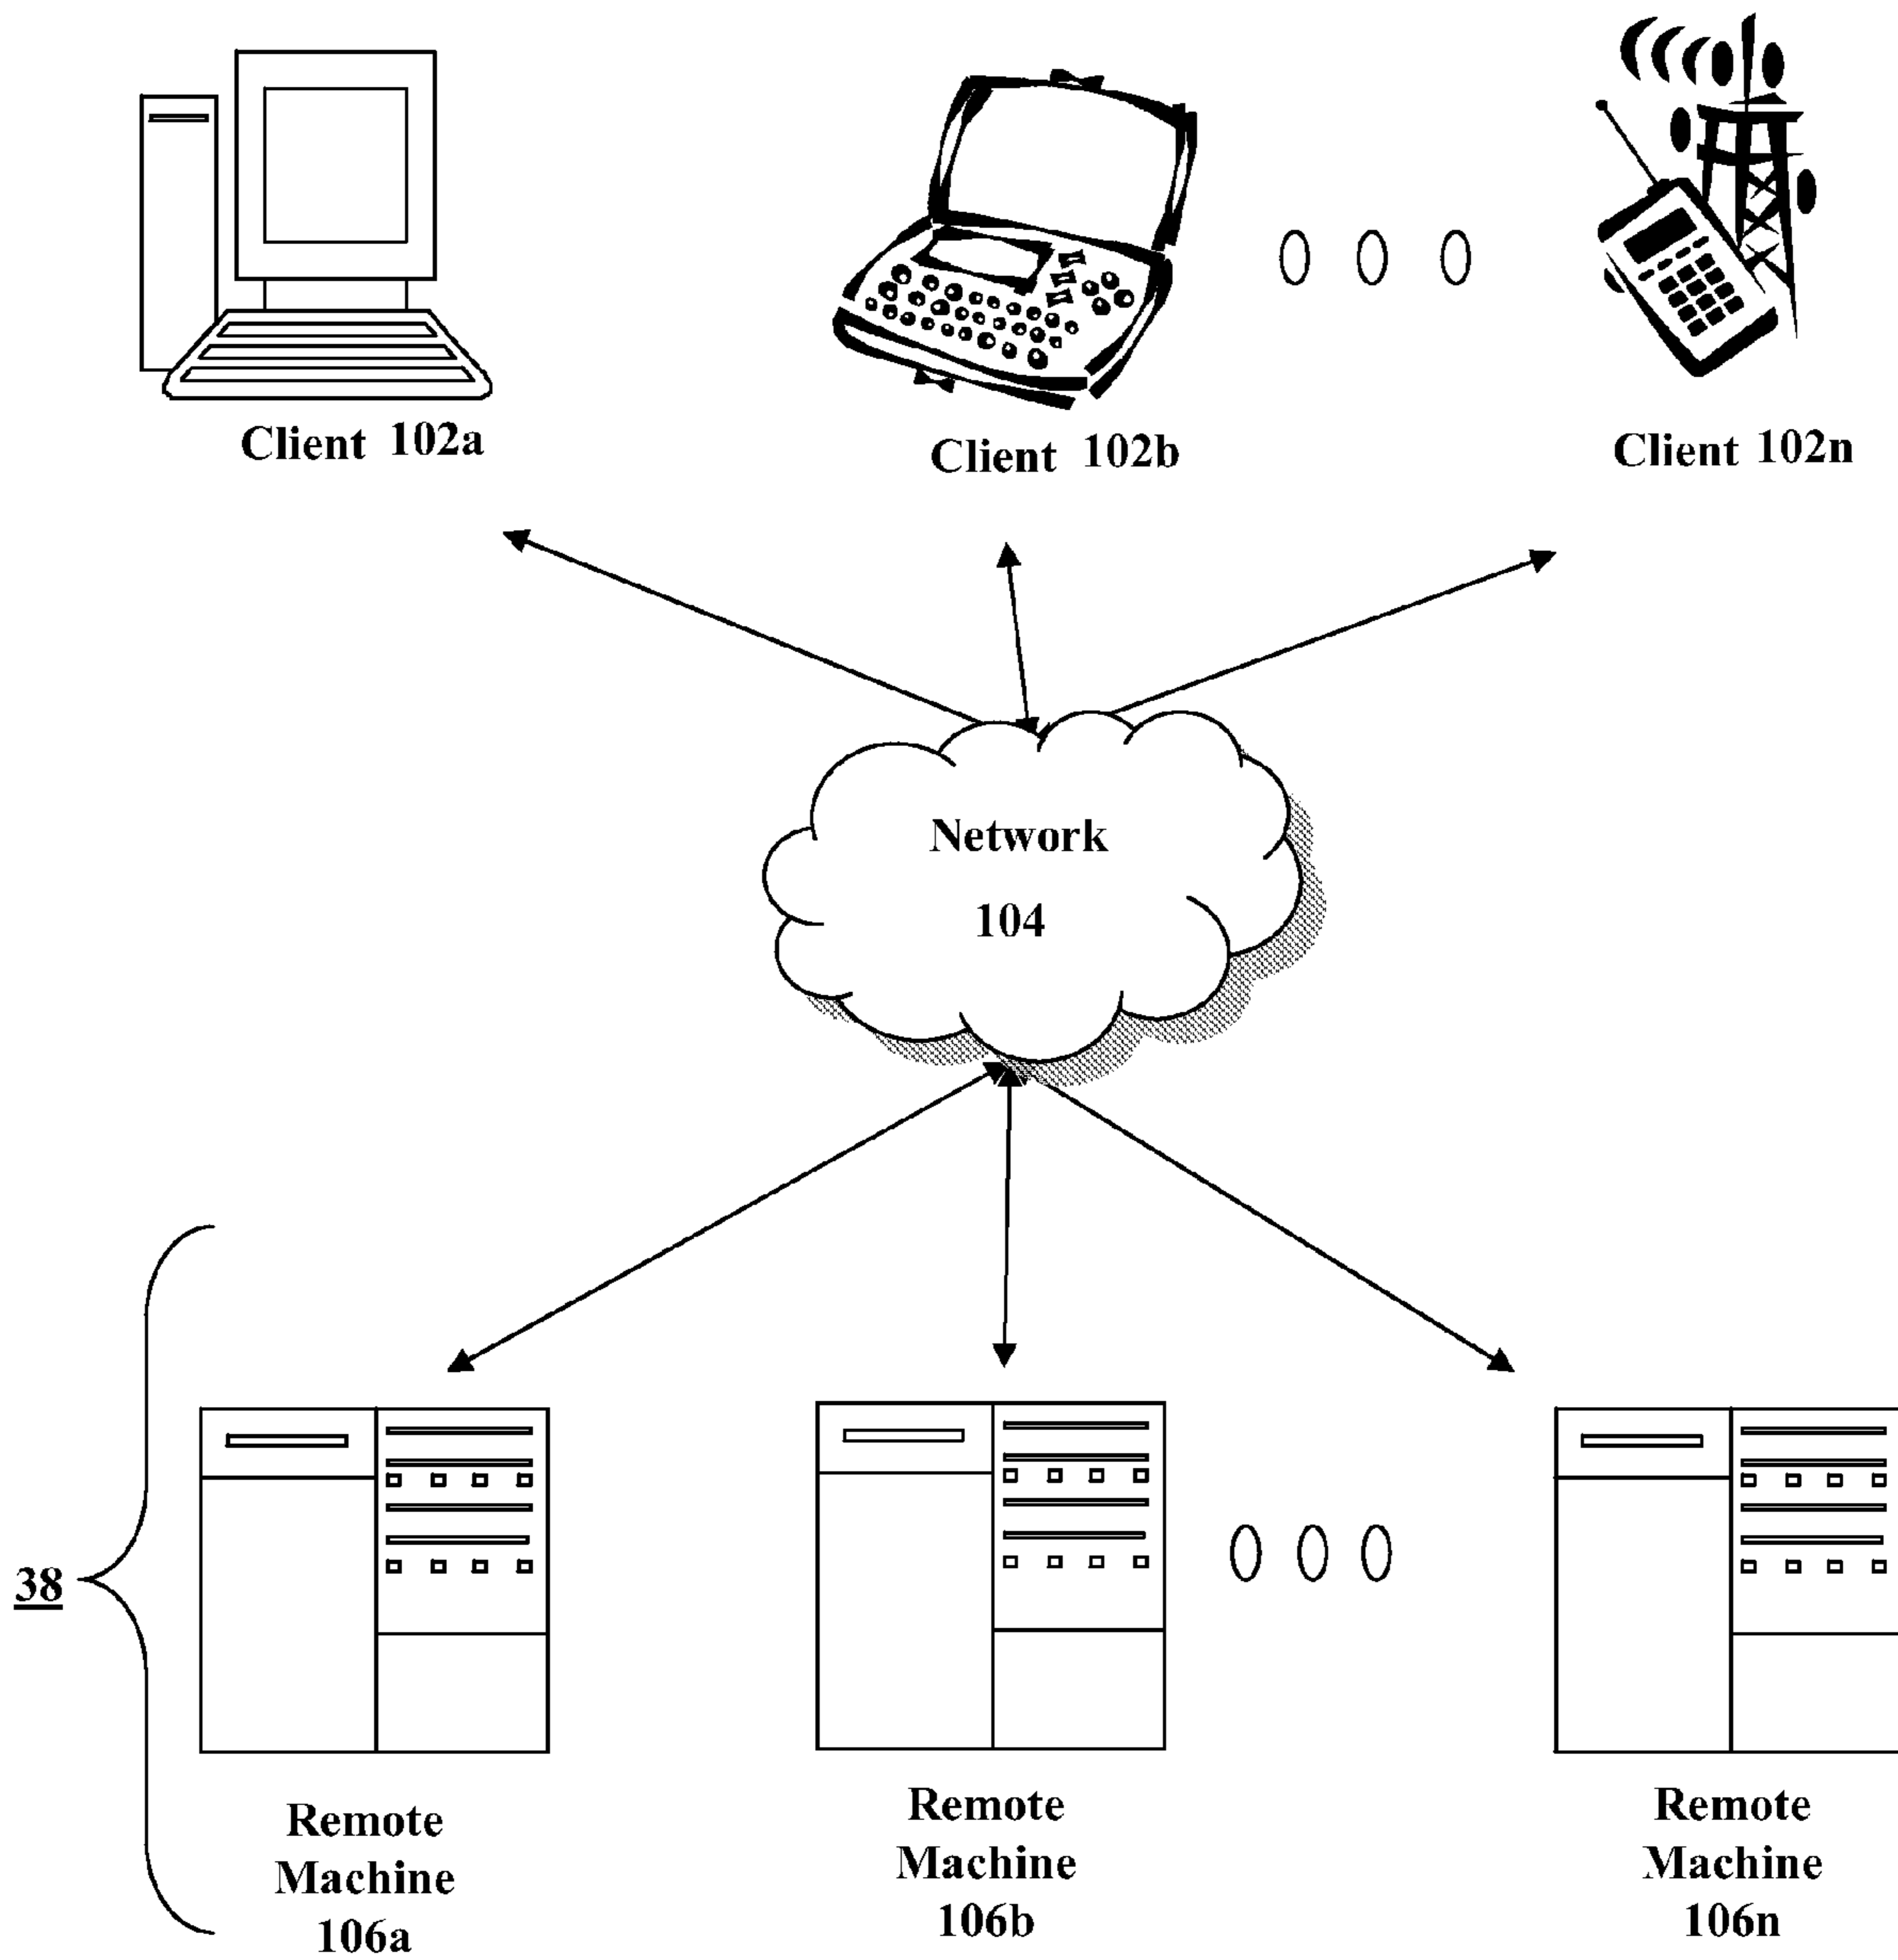 Client 102a
Client 102b
Client 102n
Network
104
38
Remote
Machine
106a
Remote
Machine
106b
Remote
Machine
106n